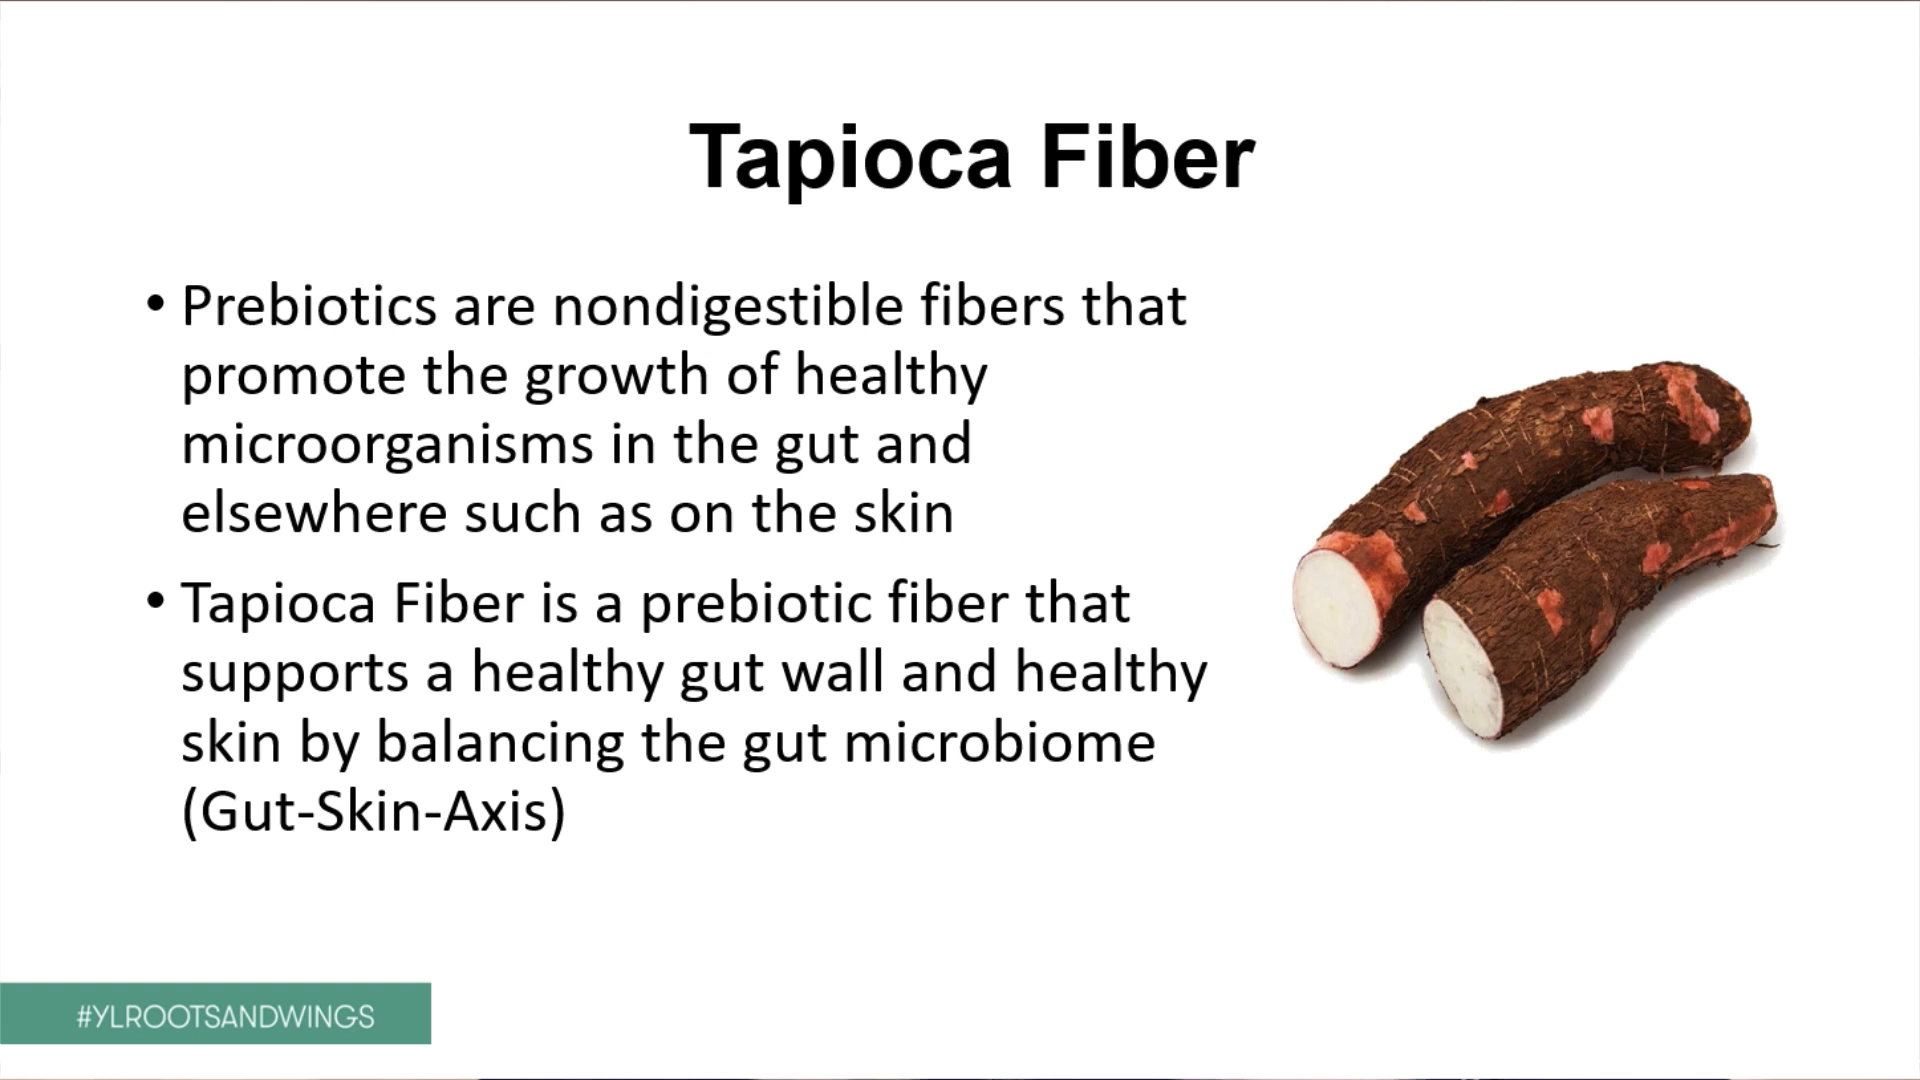 Tapioca Fiber
• Prebiotics are nondigestible fibers that
promote the growth of healthy
microorganisms in the gut and
elsewhere such as on the skin
• Tapioca Fiber is a prebiotic fiber that
supports a healthy gut wall and healthy
skin by balancing the gut microbiome
(Gut-Skin-Axis)
#YLROOTSANDWINGS